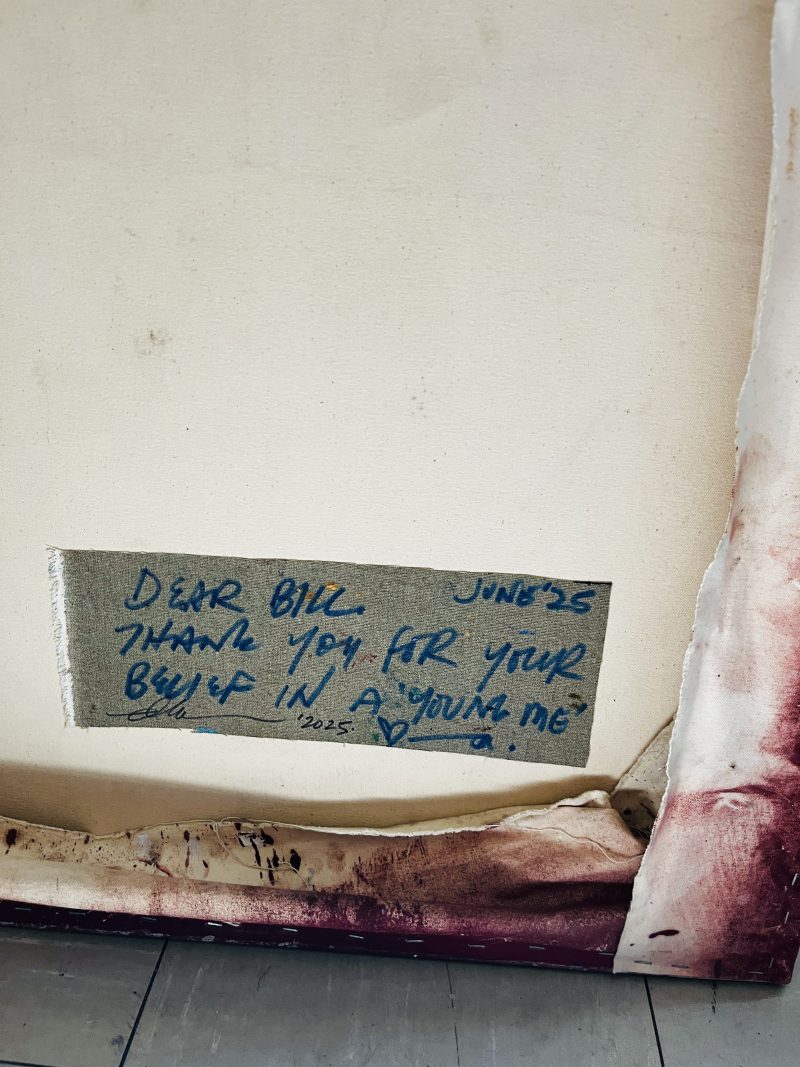 DEAR BILL. JUNE '25
THANK YOU FOR YOUR
BELIEF IN A "YOUNG ME"
'2025. ♡ — a.